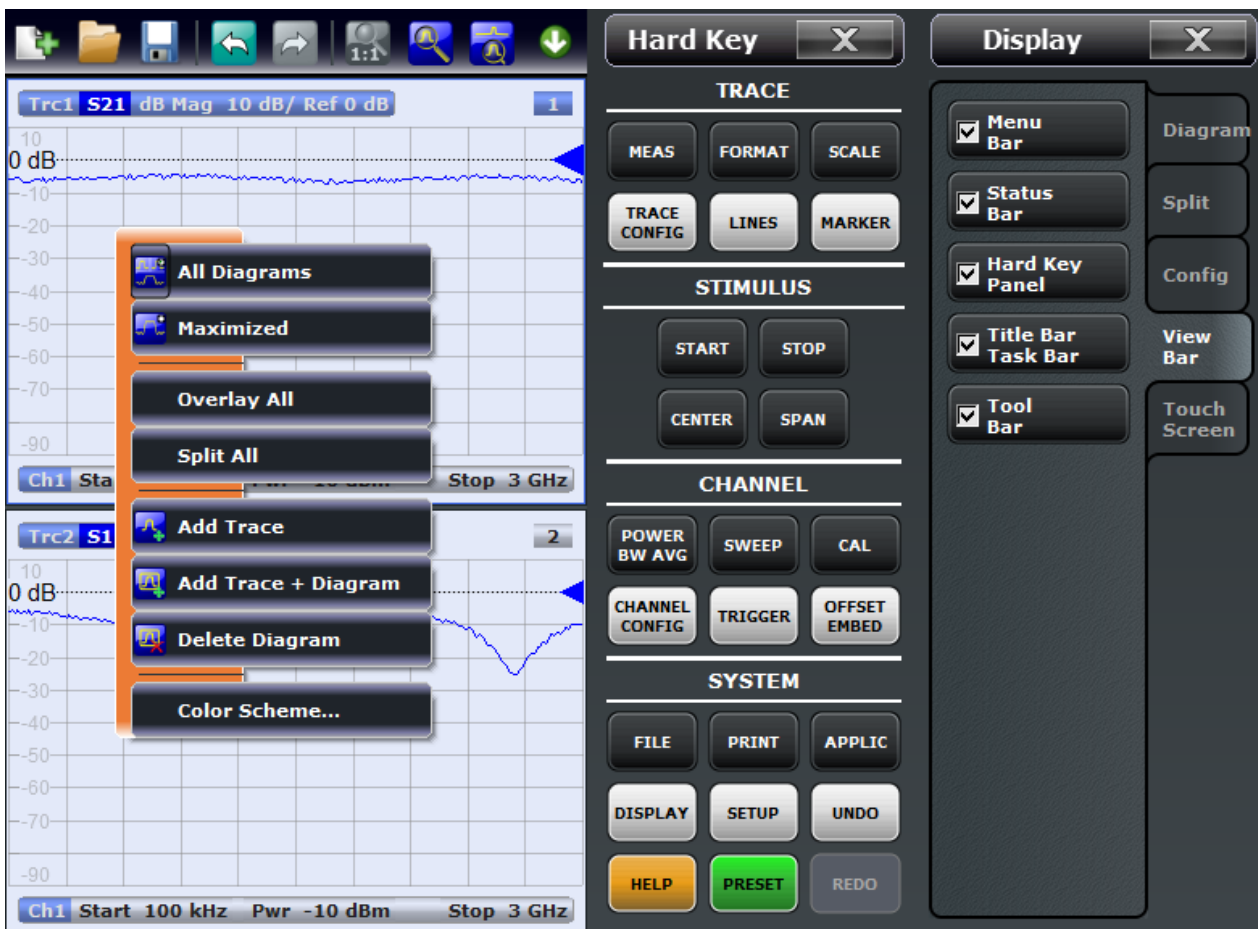 1:1
Trc1 S21 dB Mag 10 dB/ Ref 0 dB 1
10
0 dB
-10
-20
-30
-40
-50
-60
-70
-90
Ch1 Sta
Stop 3 GHz
Trc2 S1 2
10
0 dB
-10
-20
-30
-40
-50
-60
-70
-90
Ch1 Start 100 kHz Pwr -10 dBm Stop 3 GHz
All Diagrams
Maximized
Overlay All
Split All
Add Trace
Add Trace + Diagram
Delete Diagram
Color Scheme...
Hard Key X
TRACE
MEAS FORMAT SCALE
TRACE
CONFIG
LINES MARKER
STIMULUS
START STOP
CENTER SPAN
CHANNEL
POWER
BW AVG
SWEEP CAL
CHANNEL
CONFIG
TRIGGER
OFFSET
EMBED
SYSTEM
FILE PRINT APPLIC
DISPLAY SETUP UNDO
HELP PRESET REDO
Display X
Menu
Bar
Status
Bar
Hard Key
Panel
Title Bar
Task Bar
Tool
Bar
Diagram
Split
Config
View
Bar
Touch
Screen